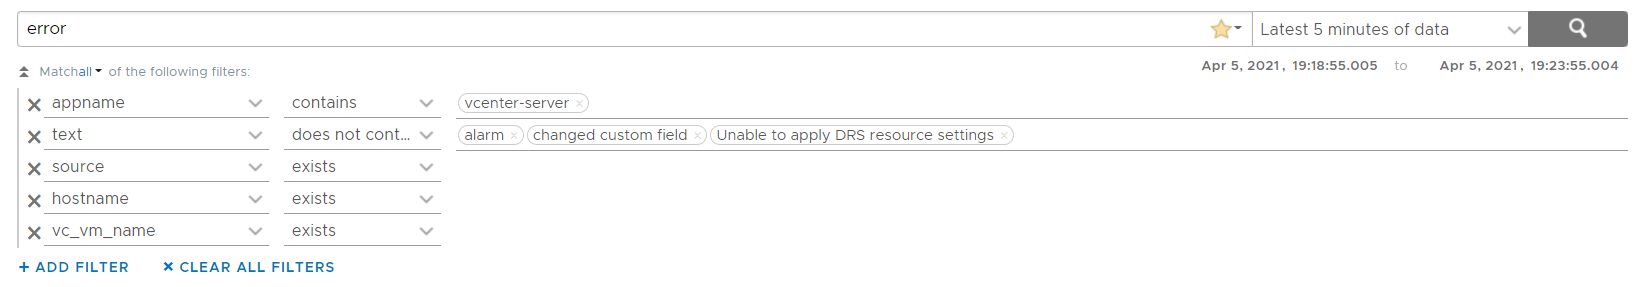 error
Latest 5 minutes of data
Matchall of the following filters:
Apr 5, 2021, 19:18:55.005 to Apr 5, 2021, 19:23:55.004
appname contains vcenter-server ×
text does not cont... alarm × changed custom field × Unable to apply DRS resource settings ×
source exists
hostname exists
vc_vm_name exists
+ ADD FILTER × CLEAR ALL FILTERS